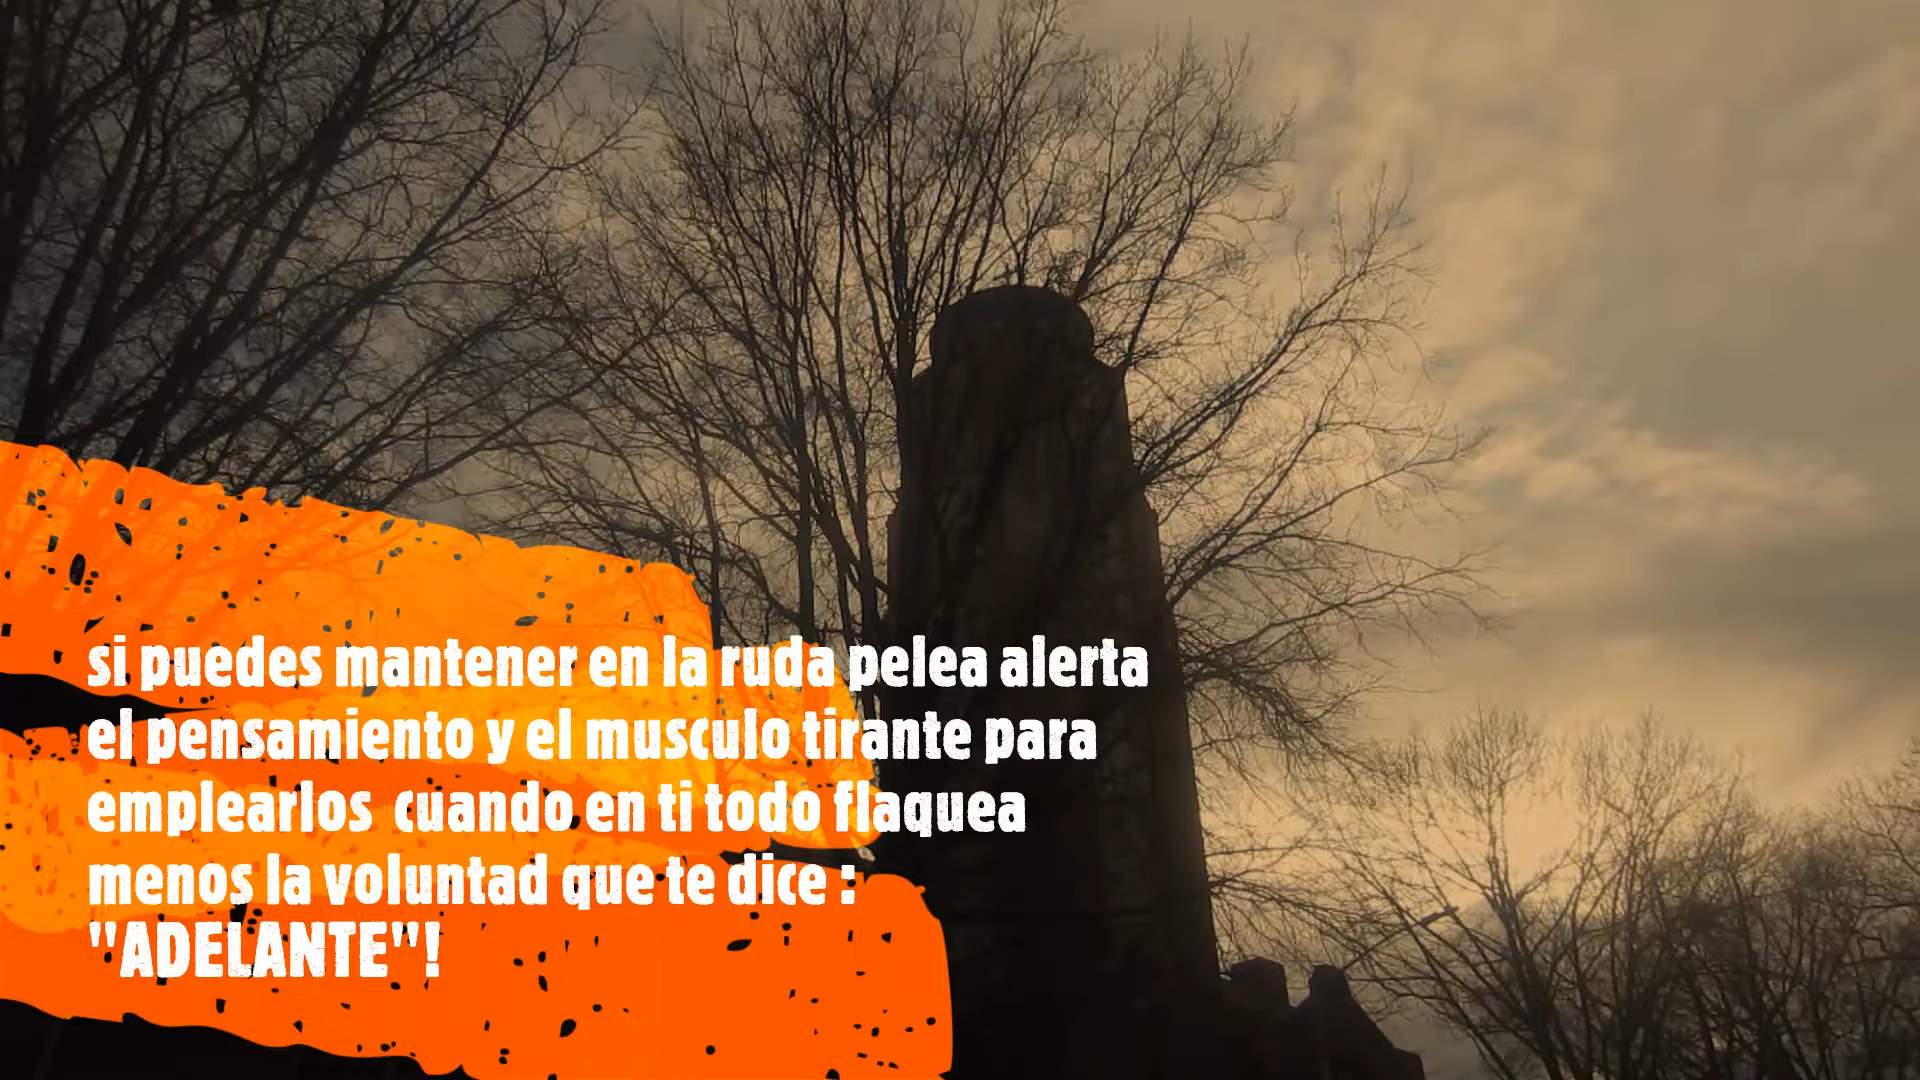 si puedes mantener en la ruda pelea alerta
el pensamiento y el musculo tirante para
emplearlos  cuando en ti todo flaquea
menos la voluntad que te dice :
"ADELANTE"!